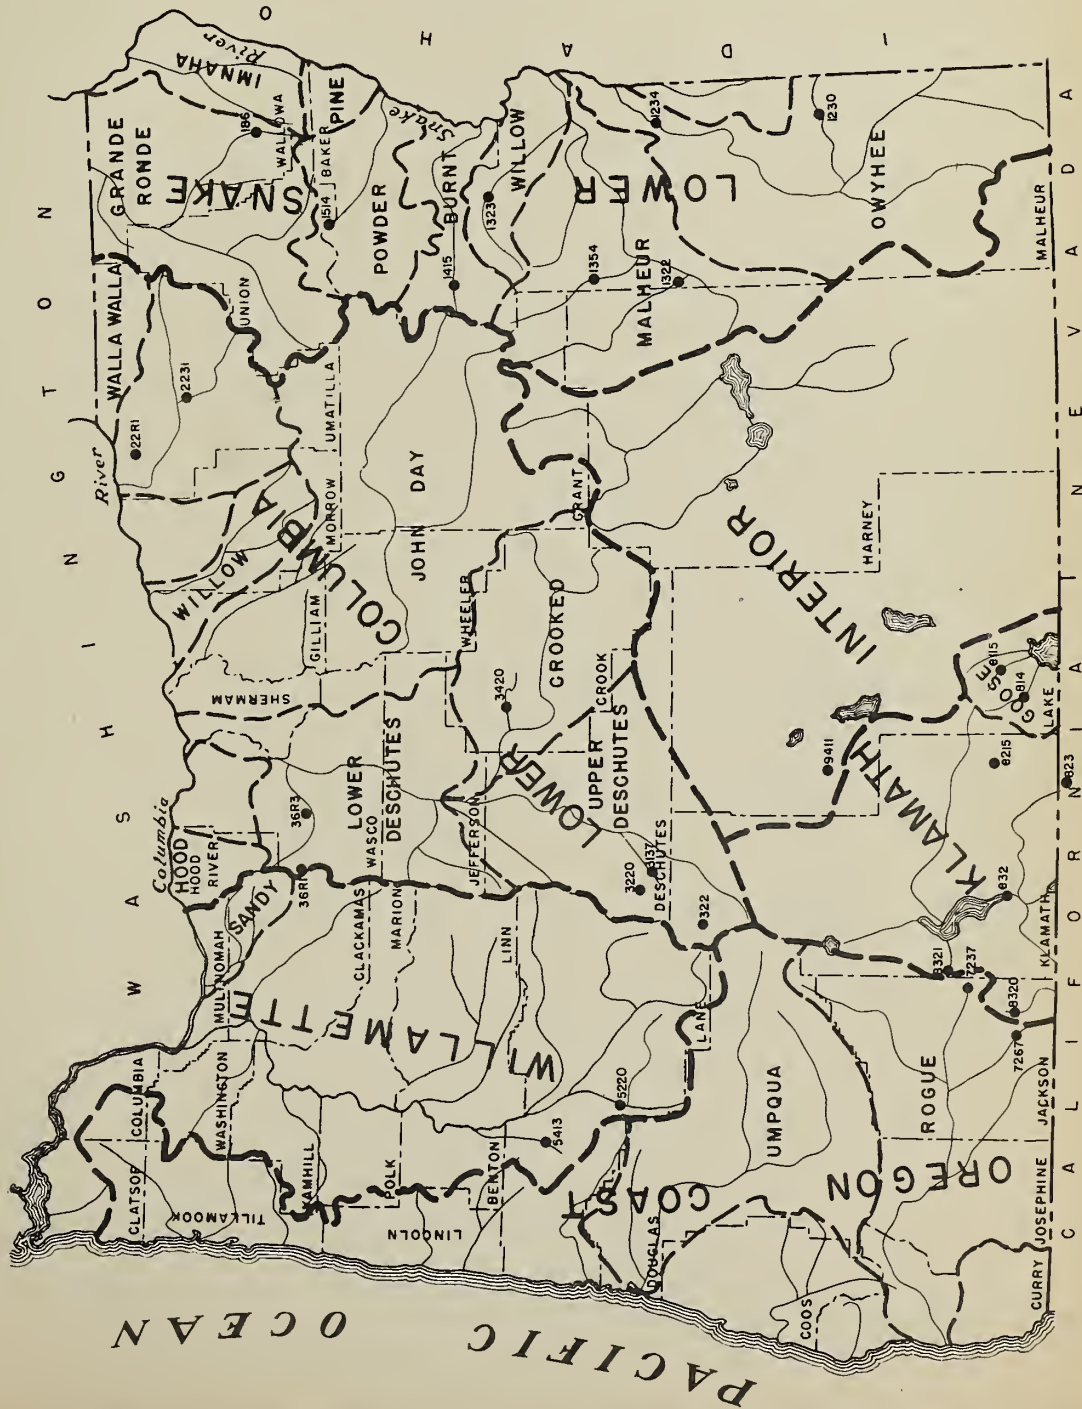 WASHINGTON
IDAHO
NEVADA
CALIFORNIA
PACIFIC OCEAN
Columbia
River
Snake
River
COLUMBIA
CLATSOP
TILLAMOOK
WASHINGTON
MULTNOMAH
YAMHILL
POLK
LINCOLN
BENTON
CLACKAMAS
MARION
LINN
LANE
DOUGLAS
COOS
CURRY
JOSEPHINE
JACKSON
KLAMATH
LAKE
HARNEY
MALHEUR
HOOD
HOOD
RIVER
WASCO
SHERMAM
GILLIAM
MORROW
UMATILLA
UNION
WALLOWA
BAKER
GRANT
WHEELER
JEFFERSON
CROOK
DESCHUTES
WILLAMETTE
SANDY
LOWER
COLUMBIA
LOWER
DESCHUTES
UPPER
DESCHUTES
CROOKED
JOHN DAY
WILLOW
WALLA WALLA
GRANDE
RONDE
IMNAHA
PINE
POWDER
BURNT
WILLOW
MALHEUR
OWYHEE
LOWER
SNAKE
OREGON
COAST
UMPQUA
ROGUE
KLAMATH
GOOSE
INTERIOR
22R1
2231
186
1514
1415
1323
1354
1322
1234
1230
36R3
36R1
3420
3220
3137
322
5220
5413
9411
8115
814
8215
823
832
8321
7237
8320
7267